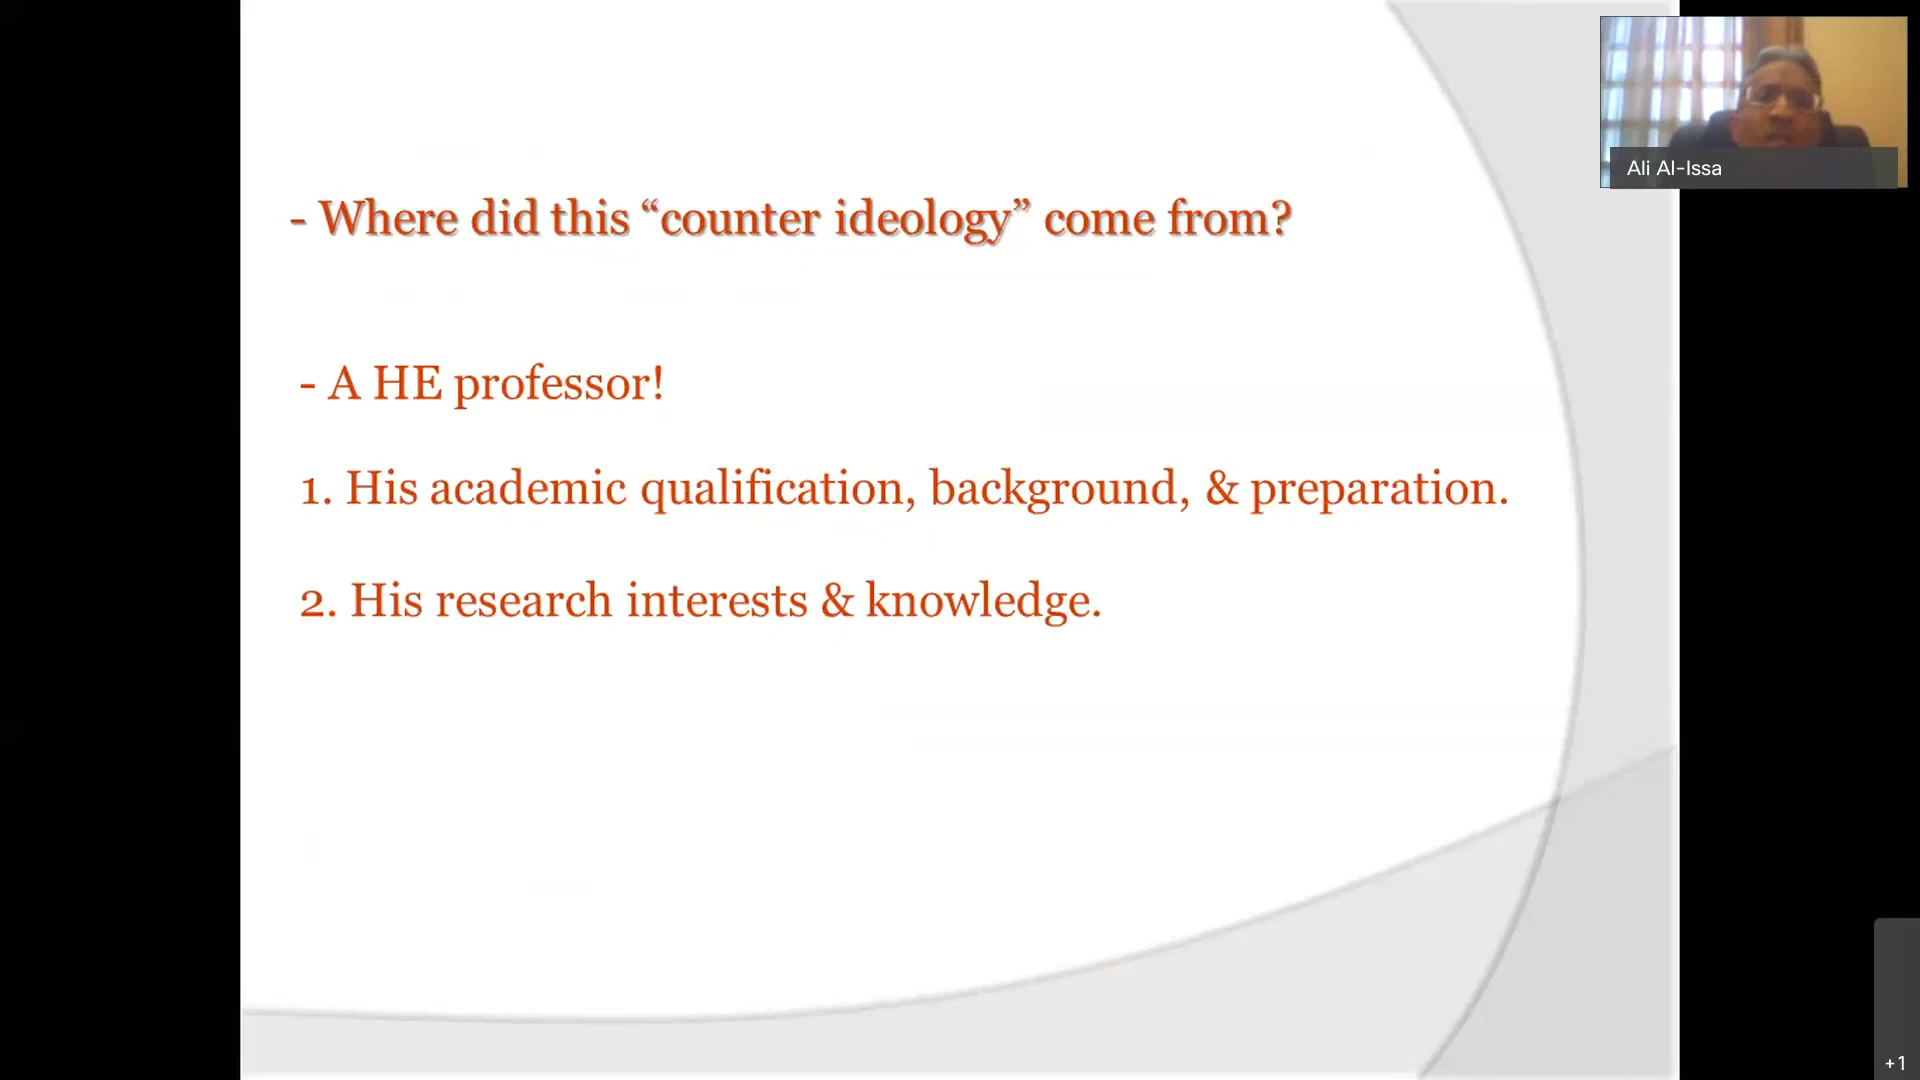 Ali Al-Issa
- Where did this “counter ideology” come from?
- A HE professor!
1. His academic qualification, background, & preparation.
2. His research interests & knowledge.
+1